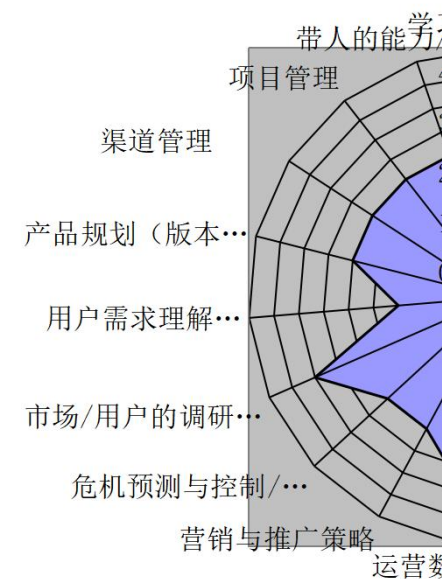 学
带人的能力/
项目管理
渠道管理
产品规划（版本…
用户需求理解…
市场/用户的调研…
危机预测与控制/…
营销与推广策略
运营数